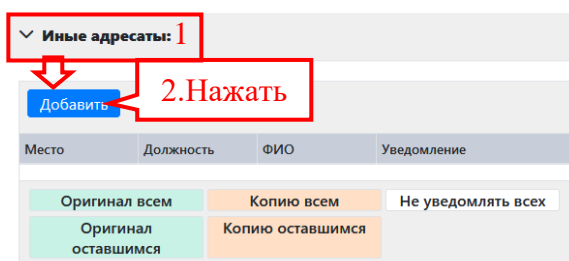 Иные адресаты: 1
2.Нажать
Добавить
Место Должность ФИО Уведомление
Оригинал всем Копию всем Не уведомлять всех
Оригинал Копию оставшимся
оставшимся